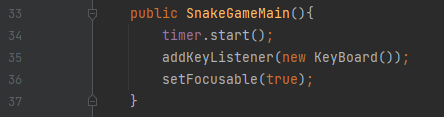 33 public SnakeGameMain(){
34 timer.start();
35 addKeyListener(new KeyBoard());
36 setFocusable(true);
37 }